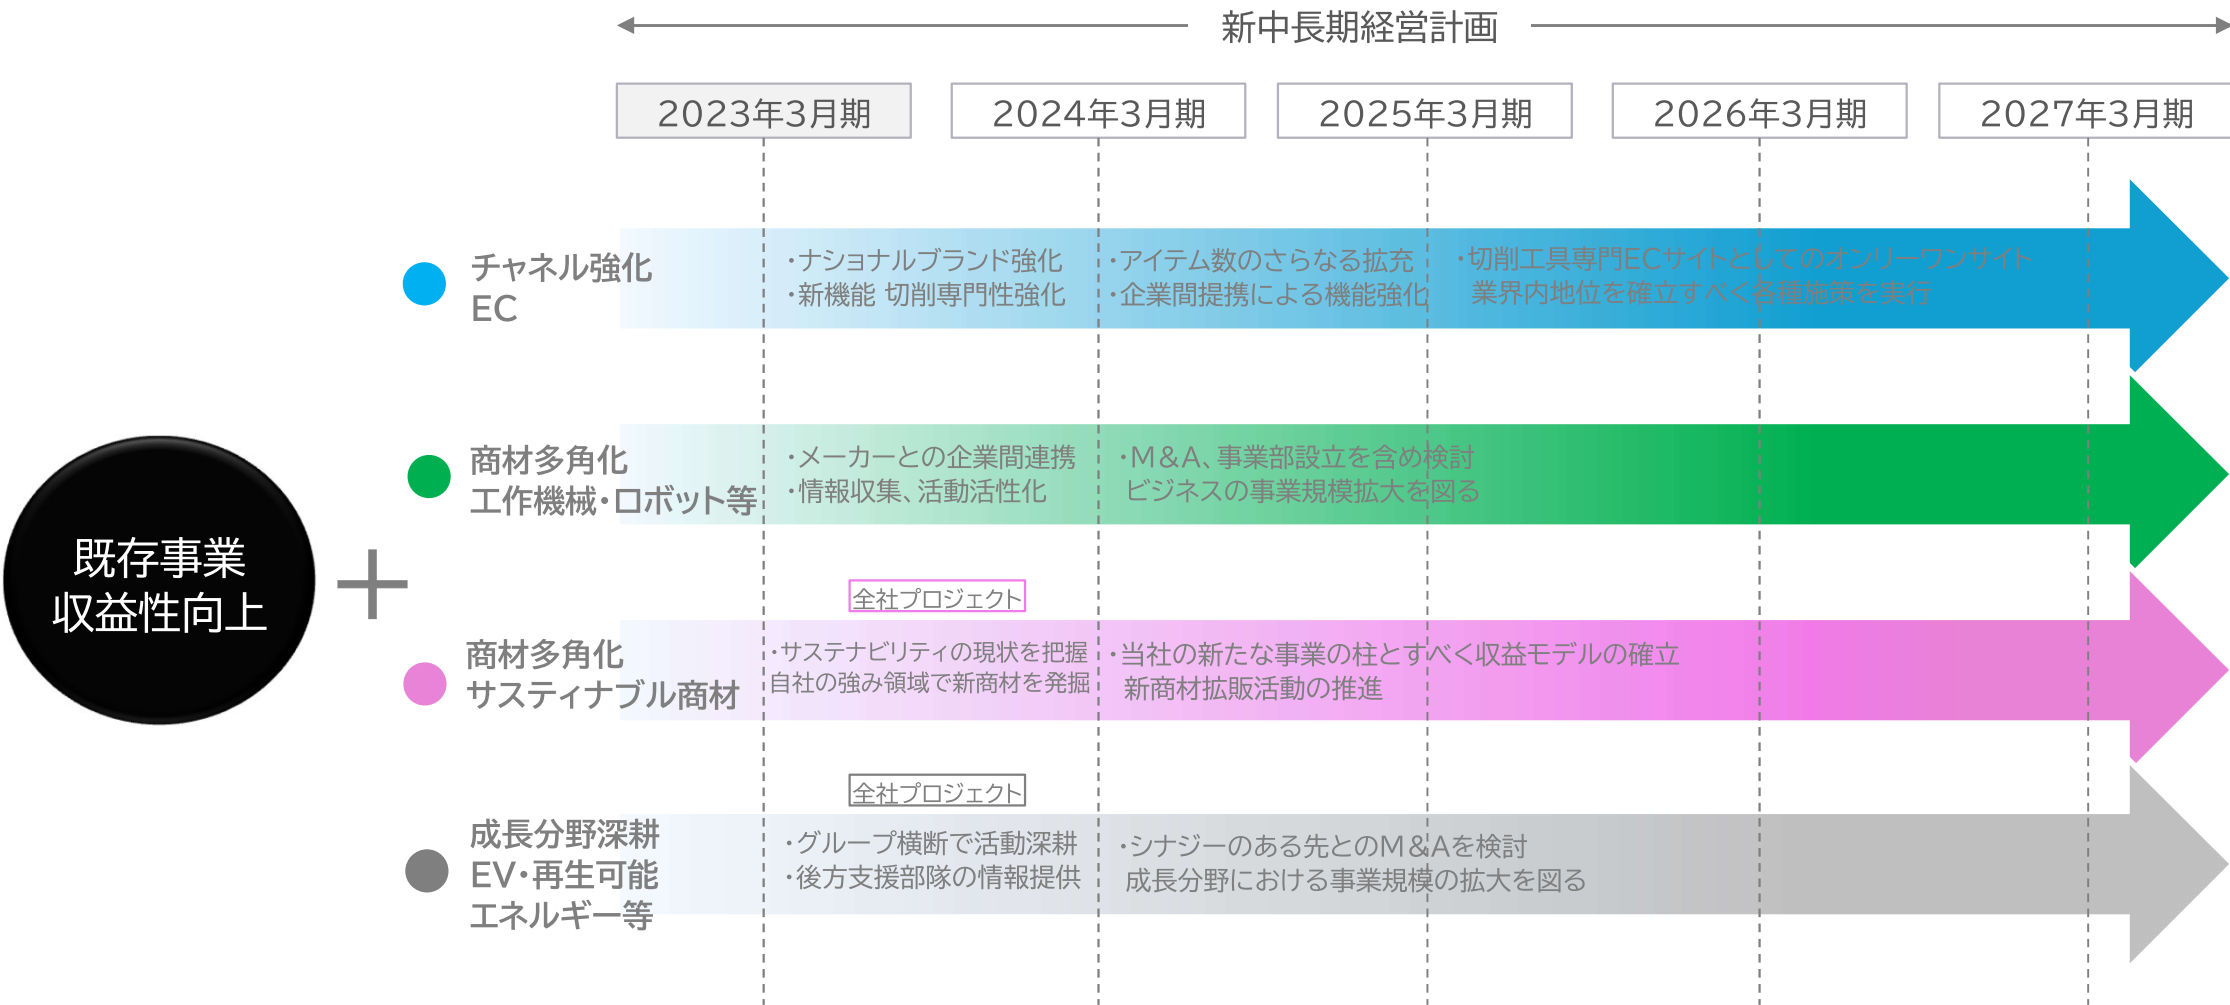 新中長期経営計画
2023年3月期
2024年3月期
2025年3月期
2026年3月期
2027年3月期
既存事業
収益性向上
＋
チャネル強化
EC
・ナショナルブランド強化
・新機能 切削専門性強化
・アイテム数のさらなる拡充
・企業間提携による機能強化
・切削工具専門ECサイトとしてのオンリーワンサイト
業界内地位を確立すべく各種施策を実行
商材多角化
工作機械・ロボット等
・メーカーとの企業間連携
・情報収集、活動活性化
・M＆A、事業部設立を含め検討
ビジネスの事業規模拡大を図る
全社プロジェクト
商材多角化
サスティナブル商材
・サステナビリティの現状を把握
自社の強み領域で新商材を発掘
・当社の新たな事業の柱とすべく収益モデルの確立
新商材拡販活動の推進
全社プロジェクト
成長分野深耕
EV・再生可能
エネルギー等
・グループ横断で活動深耕
・後方支援部隊の情報提供
・シナジーのある先とのM＆Aを検討
成長分野における事業規模の拡大を図る